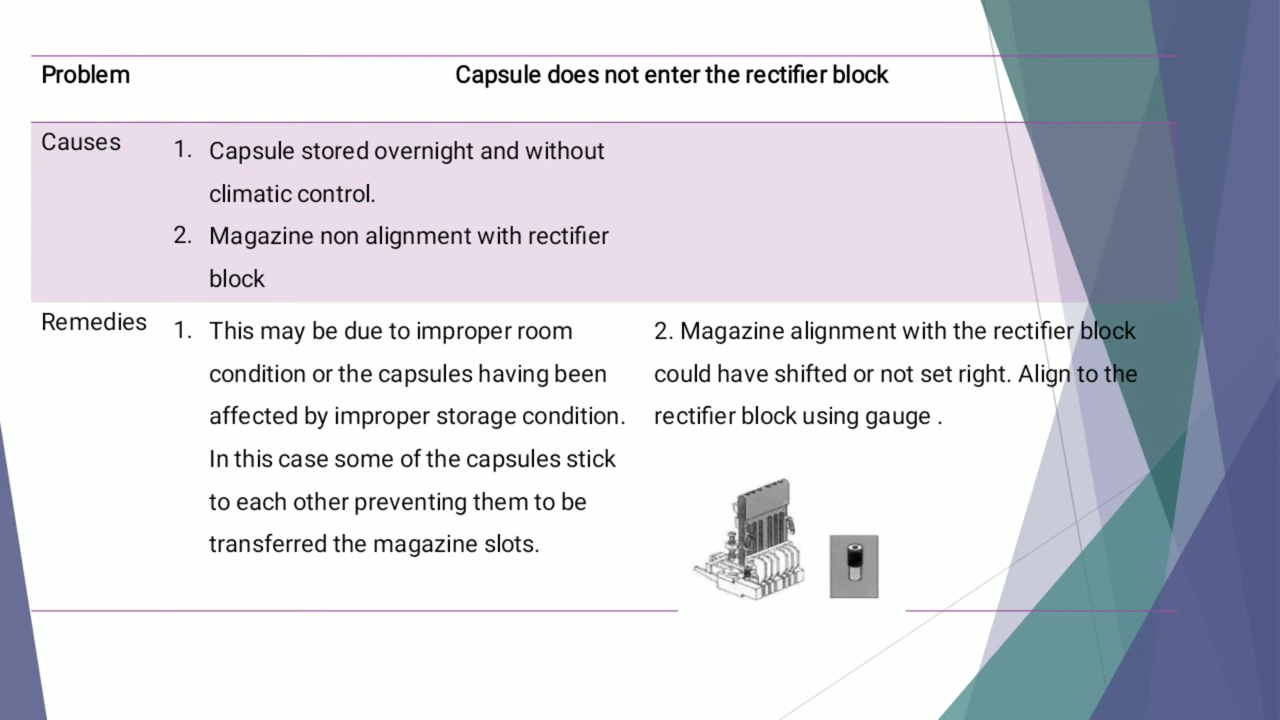 Problem
Capsule does not enter the rectifier block
Causes
1. Capsule stored overnight and without
climatic control.
2. Magazine non alignment with rectifier
block
Remedies
1. This may be due to improper room
condition or the capsules having been
affected by improper storage condition.
In this case some of the capsules stick
to each other preventing them to be
transferred the magazine slots.
2. Magazine alignment with the rectifier block
could have shifted or not set right. Align to the
rectifier block using gauge .